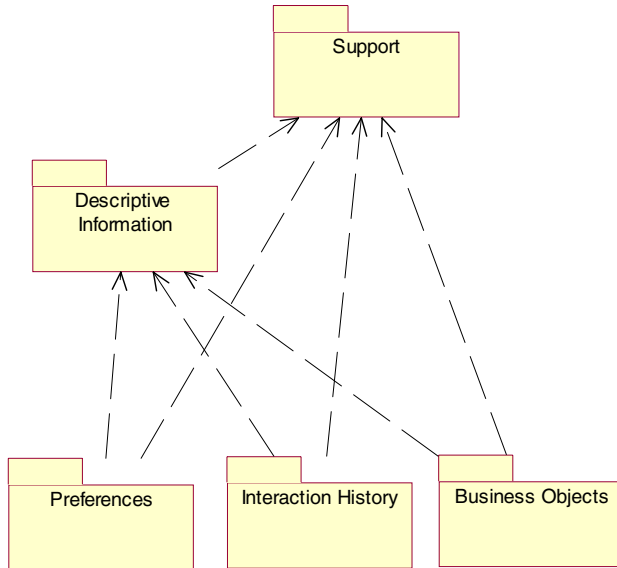 Support
Descriptive
Information
Preferences
Interaction History
Business Objects